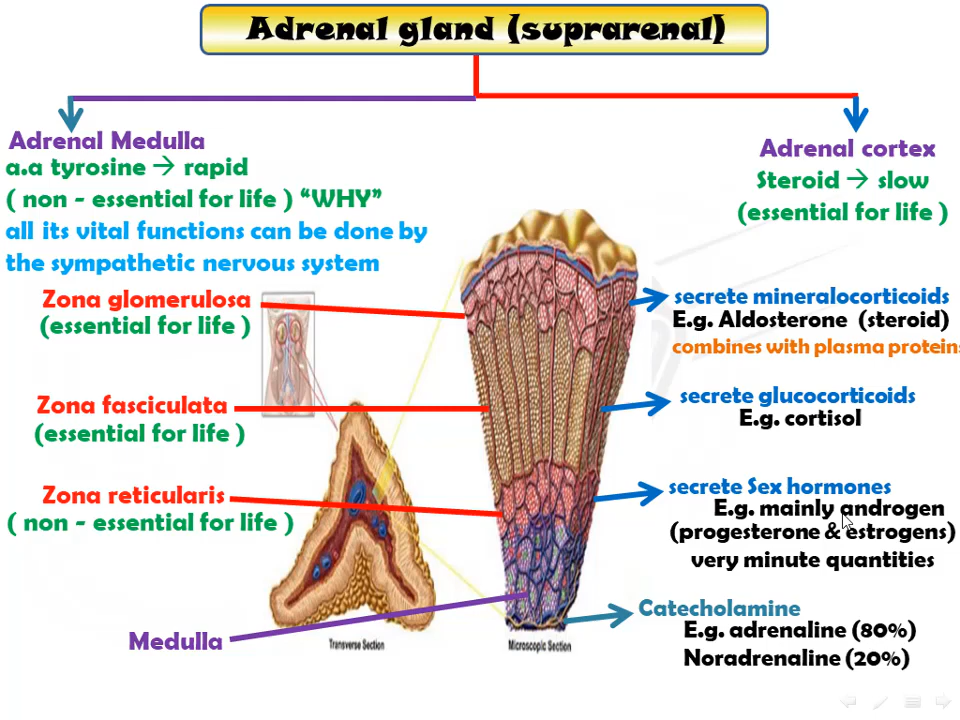 Adrenal gland (suprarenal)
Adrenal Medulla
a.a tyrosine → rapid
( non - essential for life ) “WHY”
all its vital functions can be done by
the sympathetic nervous system
Adrenal cortex
Steroid → slow
(essential for life )
Zona glomerulosa
(essential for life )
secrete mineralocorticoids
E.g. Aldosterone (steroid)
combines with plasma proteins
Zona fasciculata
(essential for life )
secrete glucocorticoids
E.g. cortisol
Zona reticularis
( non - essential for life )
secrete Sex hormones
E.g. mainly androgen
(progesterone & estrogens)
very minute quantities
Medulla
Catecholamine
E.g. adrenaline (80%)
Noradrenaline (20%)
Transverse Section
Microscopic Section